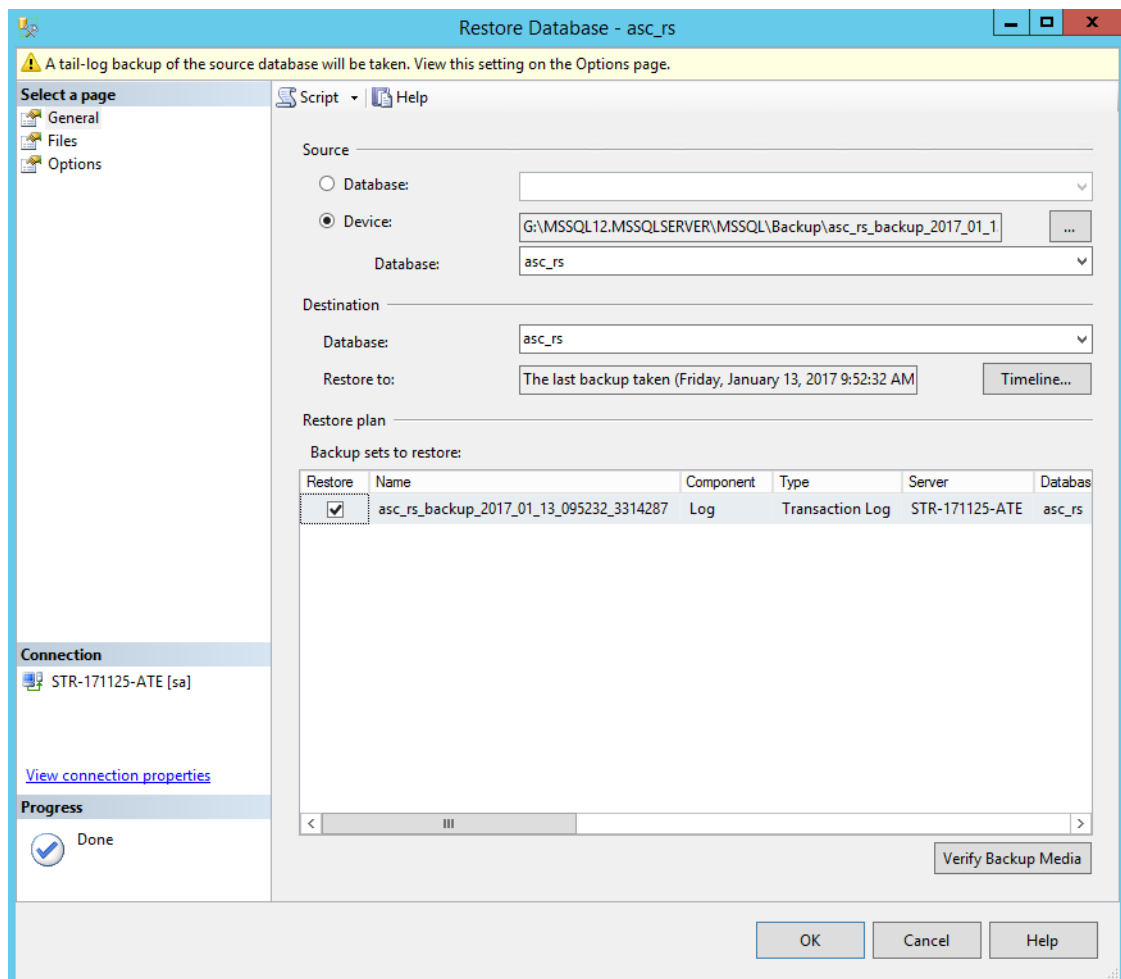 Restore Database - asc_rs
A tail-log backup of the source database will be taken. View this setting on the Options page.
Select a page
General
Files
Options
Script Help
Source
Database:
Device: G:\MSSQL12.MSSQLSERVER\MSSQL\Backup\asc_rs_backup_2017_01_1 ...
Database: asc_rs
Destination
Database: asc_rs
Restore to: The last backup taken (Friday, January 13, 2017 9:52:32 AM Timeline...
Restore plan
Backup sets to restore:
Restore Name Component Type Server Databas
asc_rs_backup_2017_01_13_095232_3314287 Log Transaction Log STR-171125-ATE asc_rs
Connection
STR-171125-ATE [sa]
View connection properties
Progress
Done
Verify Backup Media
OK Cancel Help